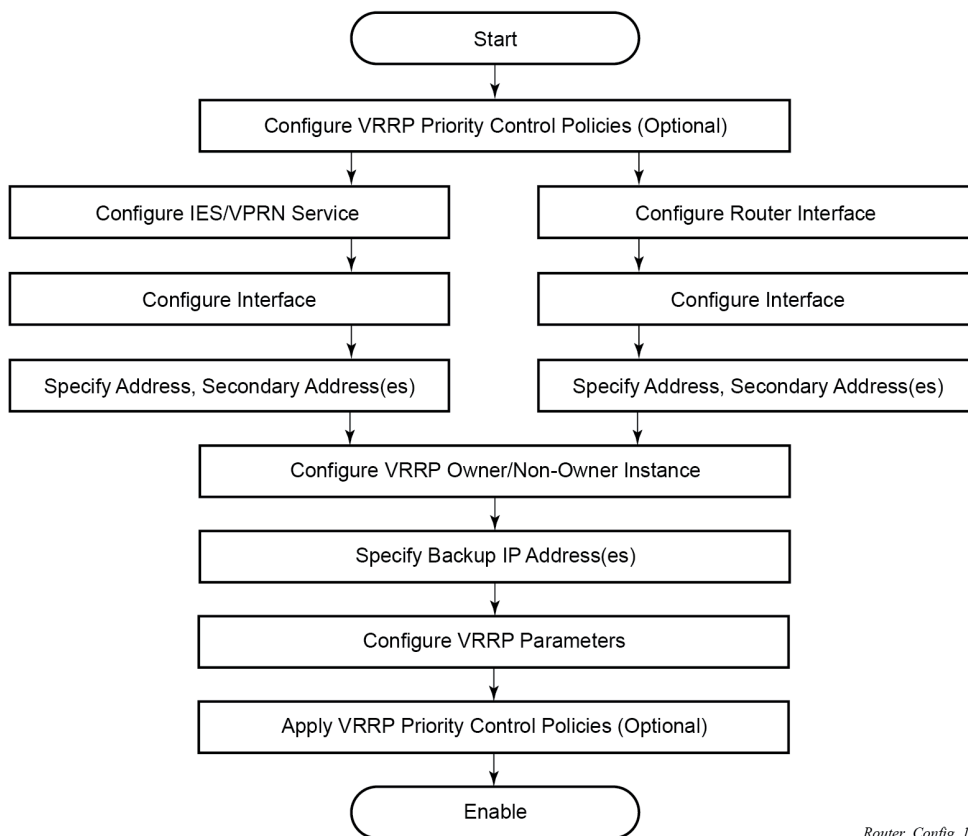 Start
Configure VRRP Priority Control Policies (Optional)
Configure IES/VPRN Service
Configure Router Interface
Configure Interface
Configure Interface
Specify Address, Secondary Address(es)
Specify Address, Secondary Address(es)
Configure VRRP Owner/Non-Owner Instance
Specify Backup IP Address(es)
Configure VRRP Parameters
Apply VRRP Priority Control Policies (Optional)
Enable
Router_Config_1